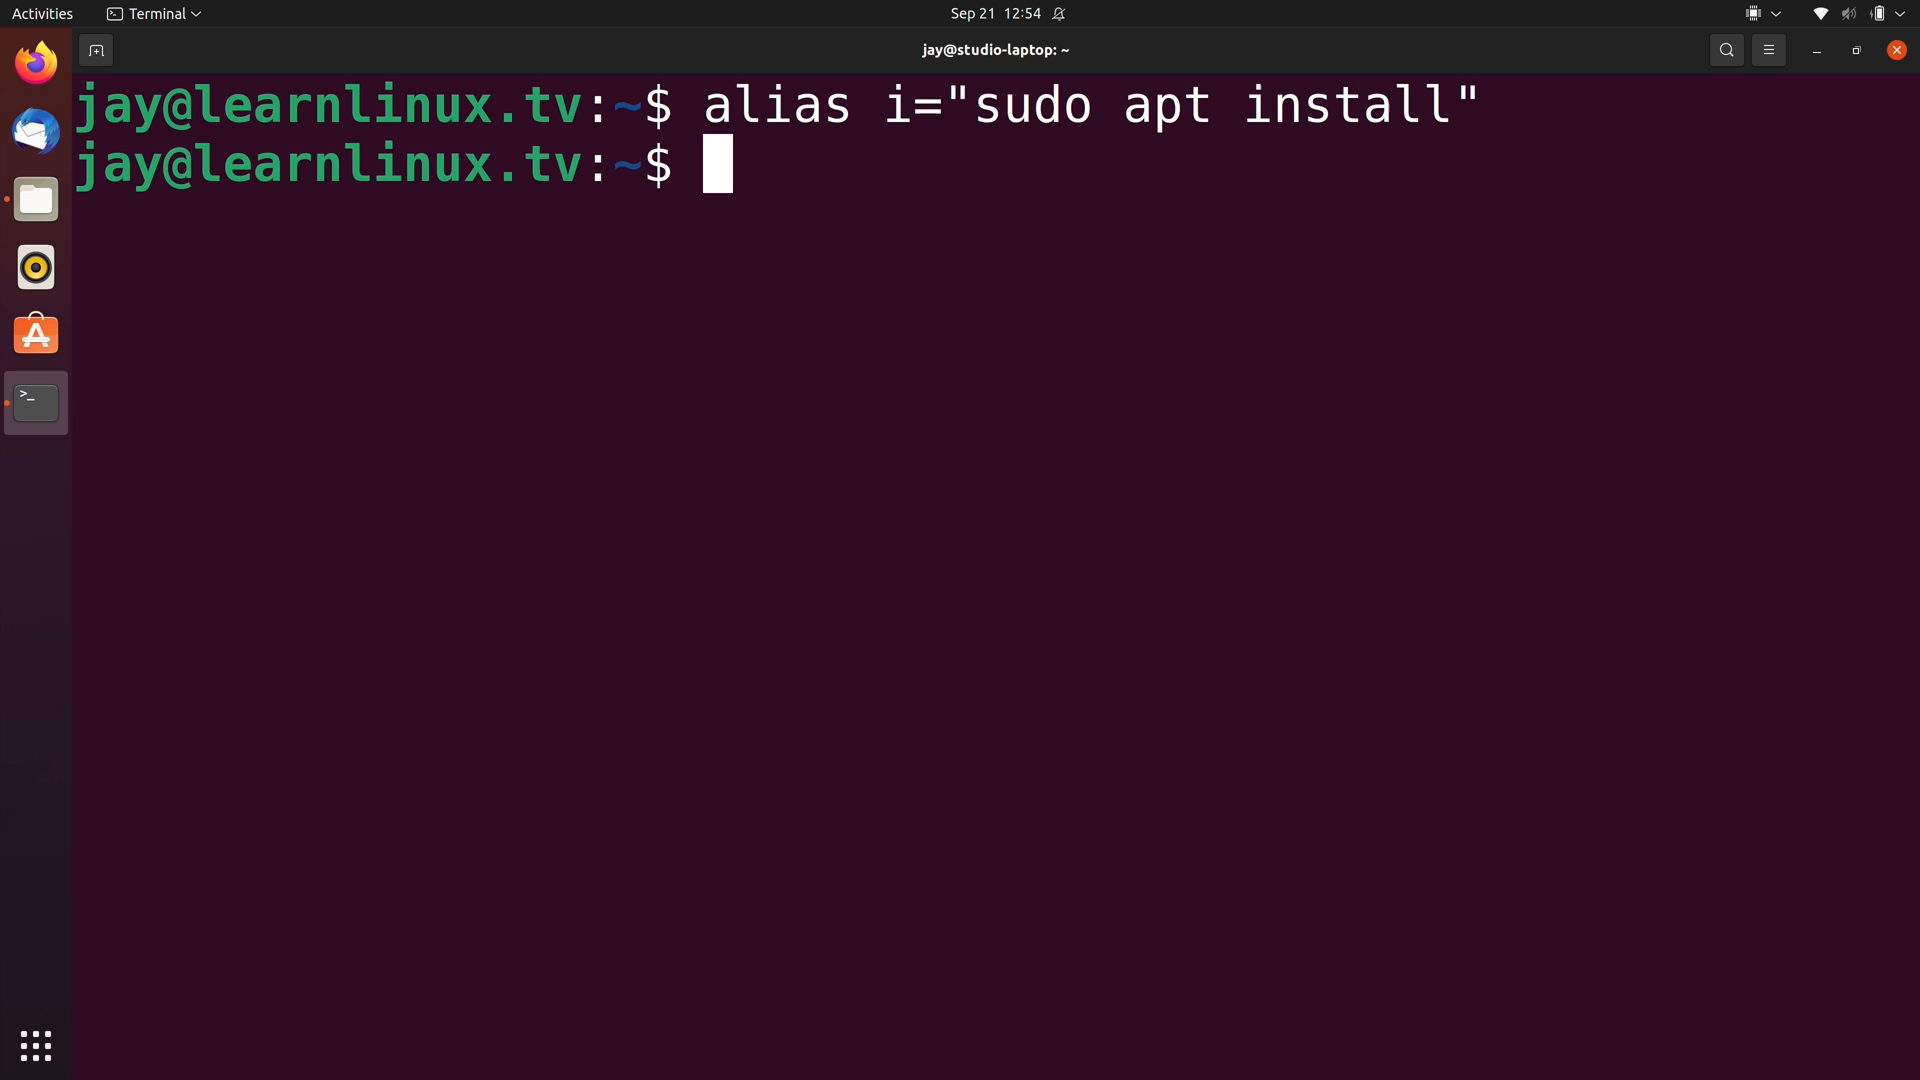 Activities Terminal Sep 21 12:54
jay@studio-laptop: ~
jay@learnlinux.tv:~$ alias i="sudo apt install"
jay@learnlinux.tv:~$
>_